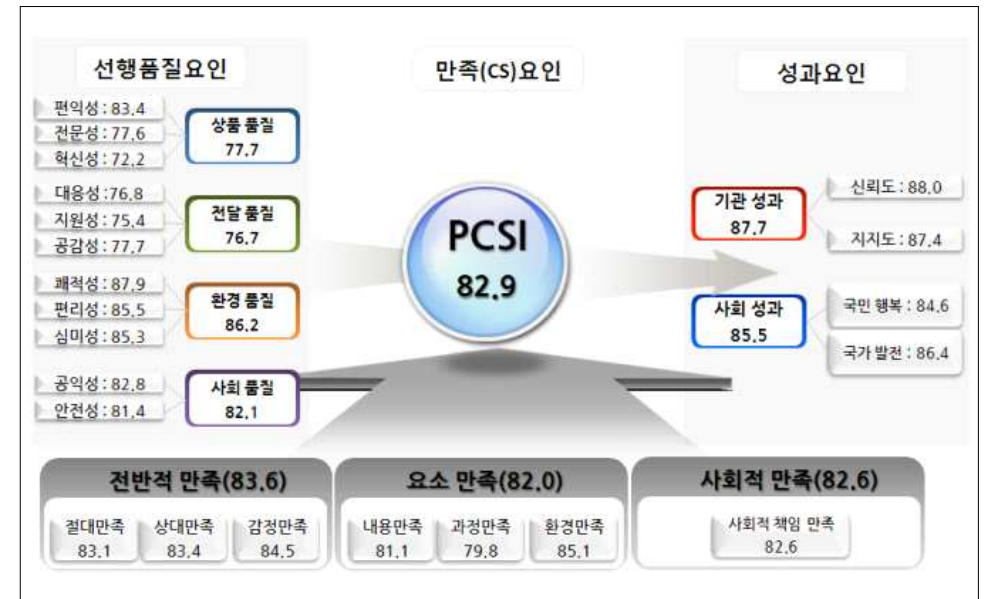 선행품질요인
편익성 : 83.4
전문성 : 77.6
혁신성 : 72.2
상품 품질
77.7
대응성 :76.8
지원성 : 75.4
공감성 : 77.7
전달 품질
76.7
쾌적성 : 87.9
편리성 : 85.5
심미성 : 85.3
환경 품질
86.2
공익성 : 82.8
안전성 : 81.4
사회 품질
82.1
만족(CS)요인
PCSI
82.9
성과요인
기관 성과
87.7
신뢰도 : 88.0
지지도 : 87.4
사회 성과
85.5
국민 행복 : 84.6
국가 발전 : 86.4
전반적 만족(83.6)
절대만족 상대만족 감정만족
83.1 83.4 84.5
요소 만족(82.0)
내용만족 과정만족 환경만족
81.1 79.8 85.1
사회적 만족(82.6)
사회적 책임 만족
82.6